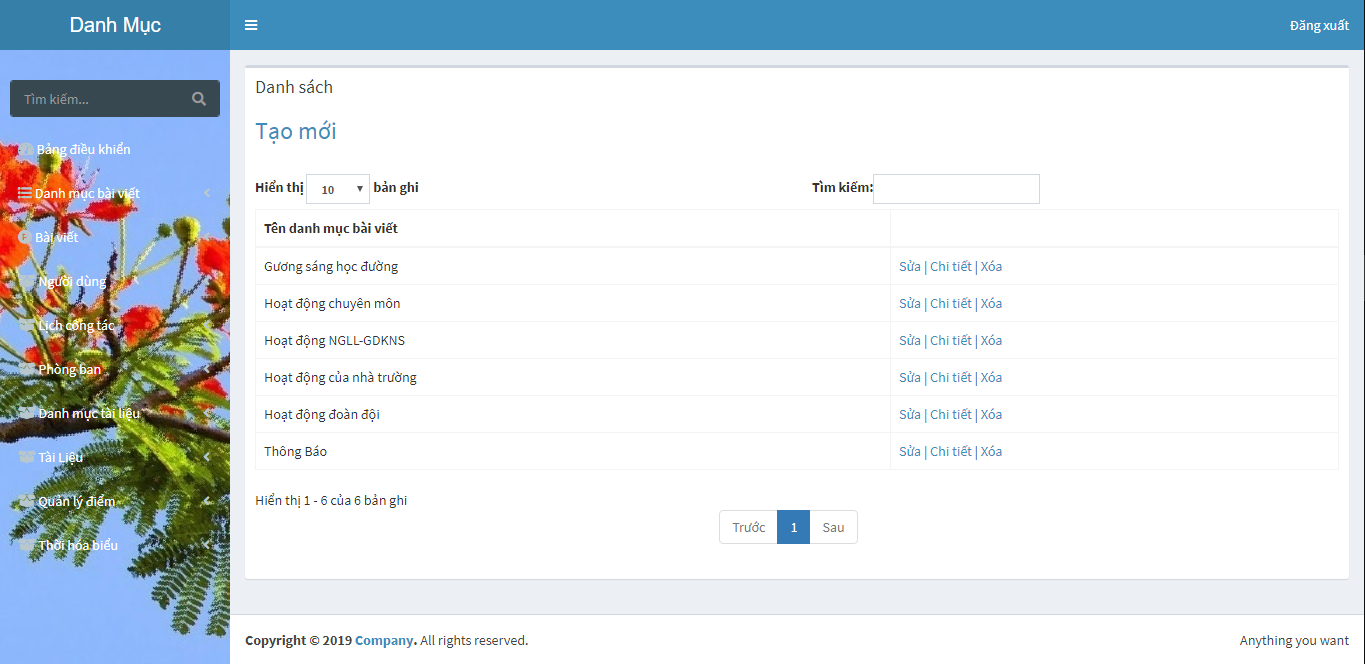 Danh Mục
Đăng xuất
Tìm kiếm...
Bảng điều khiển
Danh mục bài viết
Bài viết
Người dùng
Lịch công tác
Phòng ban
Danh mục tài liệu
Tài Liệu
Quản lý điểm
Thời hóa biểu
Danh sách
Tạo mới
Hiển thị 10 bản ghi
Tìm kiếm:
Tên danh mục bài viết
Gương sáng học đường Sửa | Chi tiết | Xóa
Hoạt động chuyên môn Sửa | Chi tiết | Xóa
Hoạt động NGLL-GDKNS Sửa | Chi tiết | Xóa
Hoạt động của nhà trường Sửa | Chi tiết | Xóa
Hoạt động đoàn đội Sửa | Chi tiết | Xóa
Thông Báo Sửa | Chi tiết | Xóa
Hiển thị 1 - 6 của 6 bản ghi
Trước 1 Sau
Copyright © 2019 Company. All rights reserved.
Anything you want